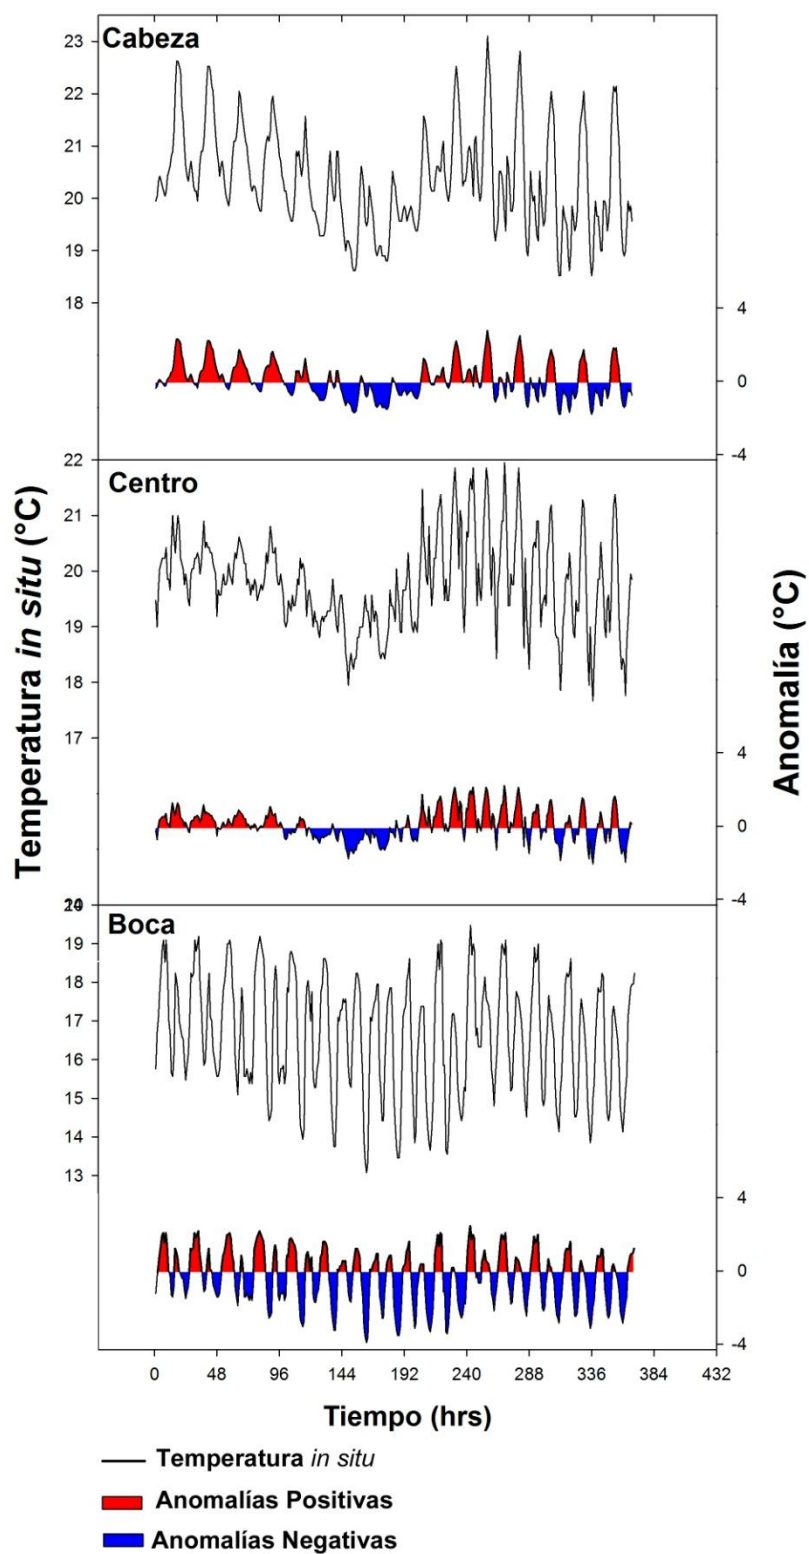 Cabeza
23
22
21
20
19
18
4
0
-4
Centro
22
21
20
19
18
17
4
0
-4
Temperatura in situ (°C)
Anomalía (°C)
Boca
20
19
18
17
16
15
14
13
4
0
-4
0 48 96 144 192 240 288 336 384 432
Tiempo (hrs)
Temperatura in situ
Anomalías Positivas
Anomalías Negativas